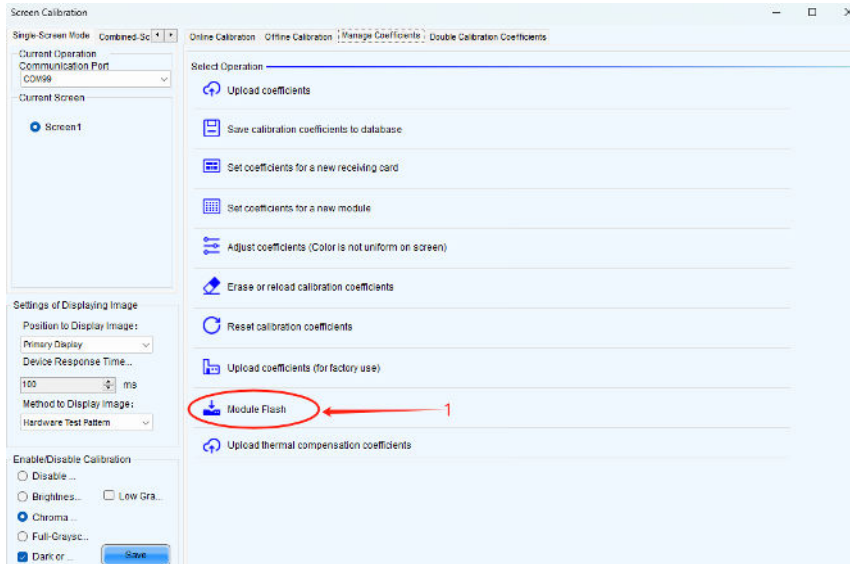 Screen Calibration
Single-Screen Mode Combined-Sc
Online Calibration Offline Calibration Manage Coefficients Double Calibration Coefficients
Current Operation
Communication Port
COM99
Current Screen
Screen1
Select Operation
Upload coefficients
Save calibration coefficients to database
Set coefficients for a new receiving card
Set coefficients for a new module
Adjust coefficients (Color is not uniform on screen)
Erase or reload calibration coefficients
Reset calibration coefficients
Upload coefficients (for factory use)
Module Flash 1
Upload thermal compensation coefficients
Settings of Displaying Image
Position to Display Image:
Primary Display
Device Response Time...
100 ms
Method to Display Image:
Hardware Test Pattern
Enable/Disable Calibration
Disable ...
Brightnes... Low Gra...
Chroma ...
Full-Graysc...
Dark or ... Save